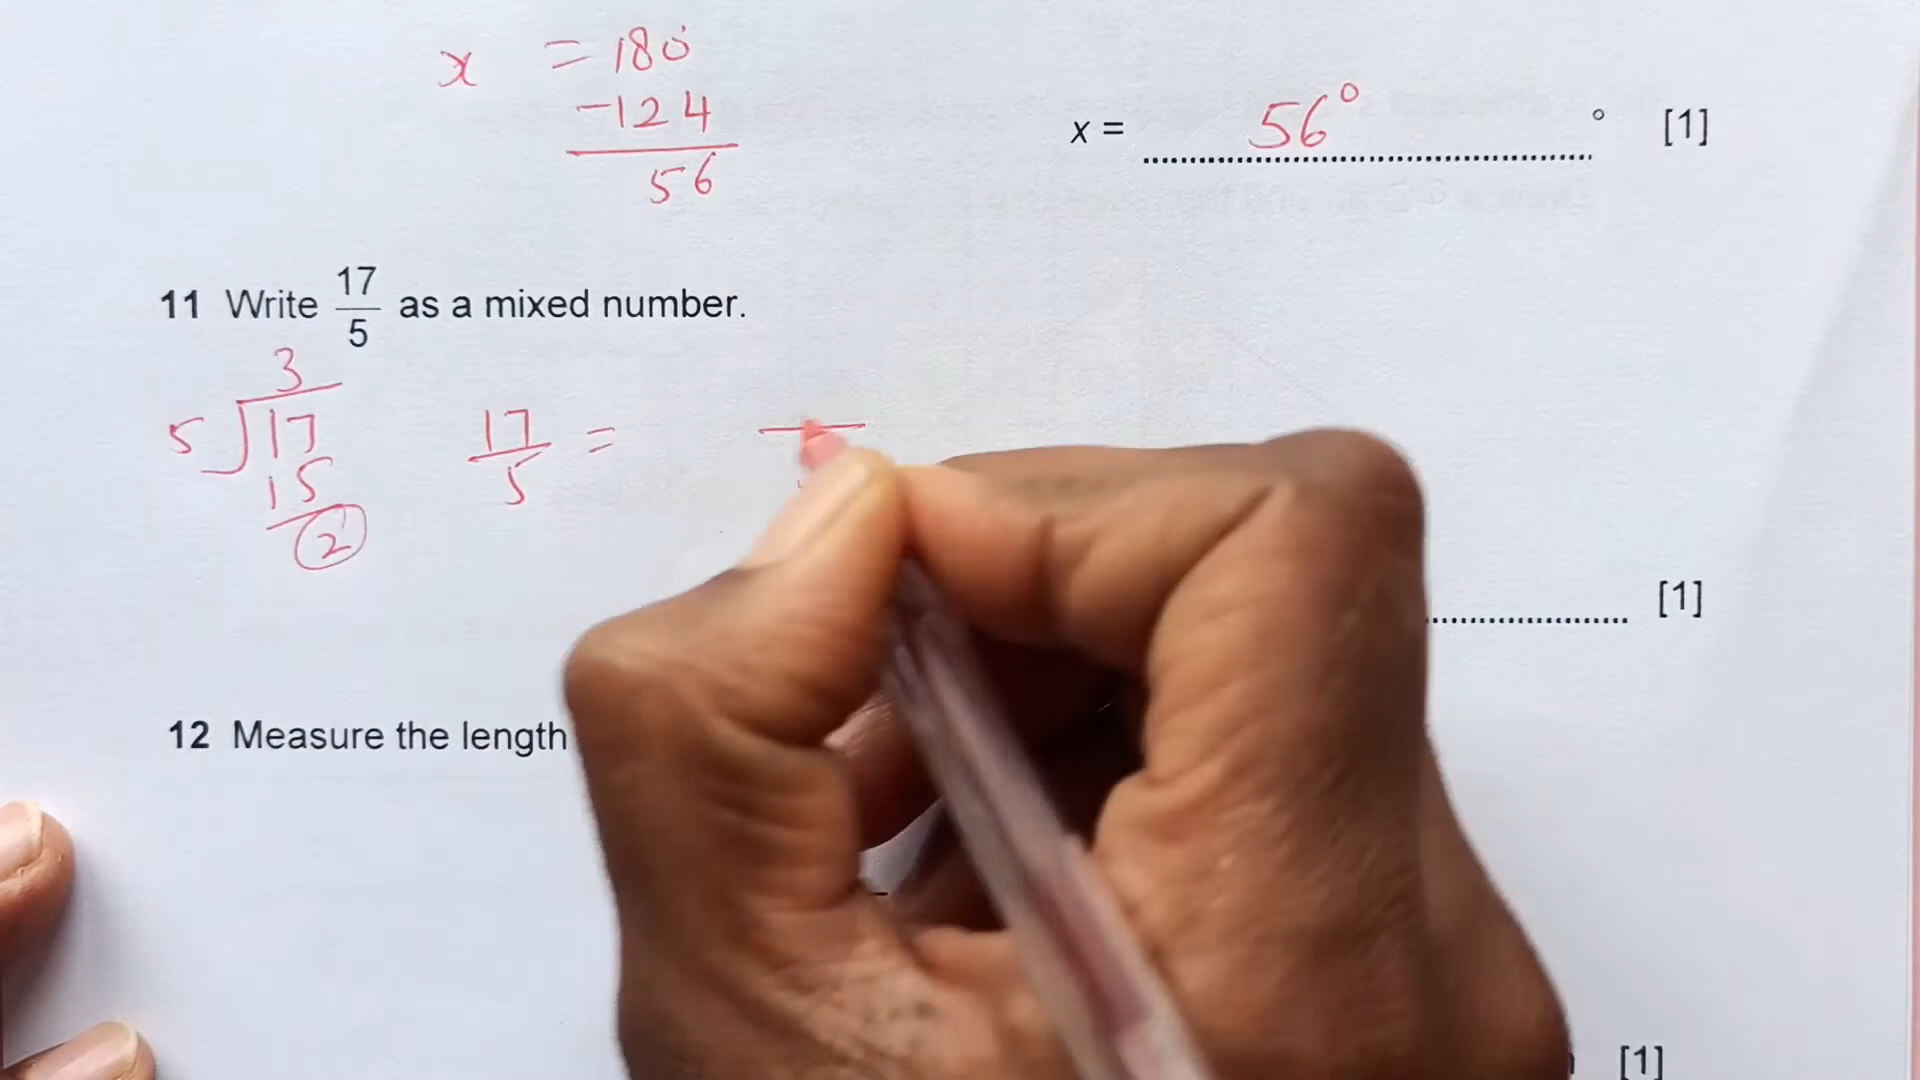 x = 180
-124
56
x = 56° ° [1]
11 Write 17/5 as a mixed number.
3
5 17
15
2
17/5 =
[1]
12 Measure the length
[1]